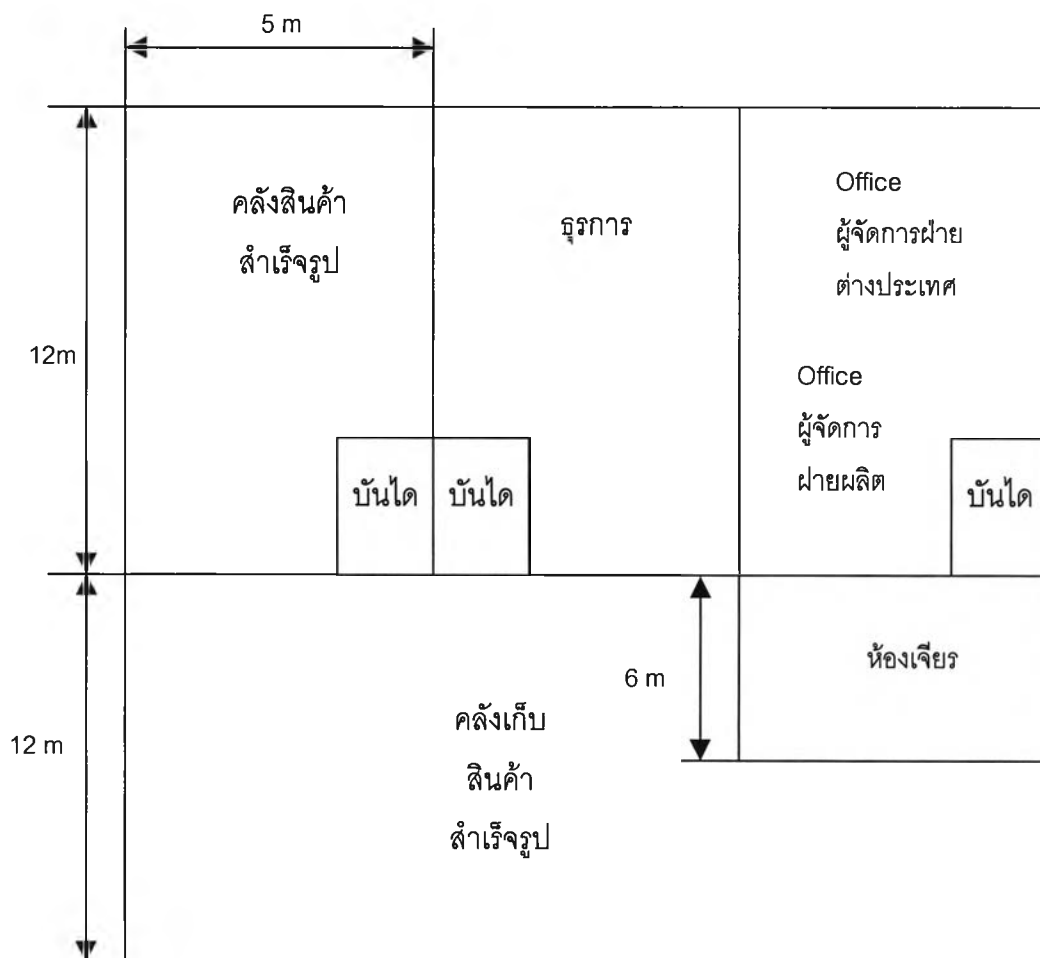 5 m
คลังสินค้า
สำเร็จรูป
ธุรการ
Office
ผู้จัดการฝ่าย
ต่างประเทศ
12m
Office
ผู้จัดการ
ฝ่ายผลิต
บันได
บันได
บันได
6 m
ห้องเจียร
12 m
คลังเก็บ
สินค้า
สำเร็จรูป